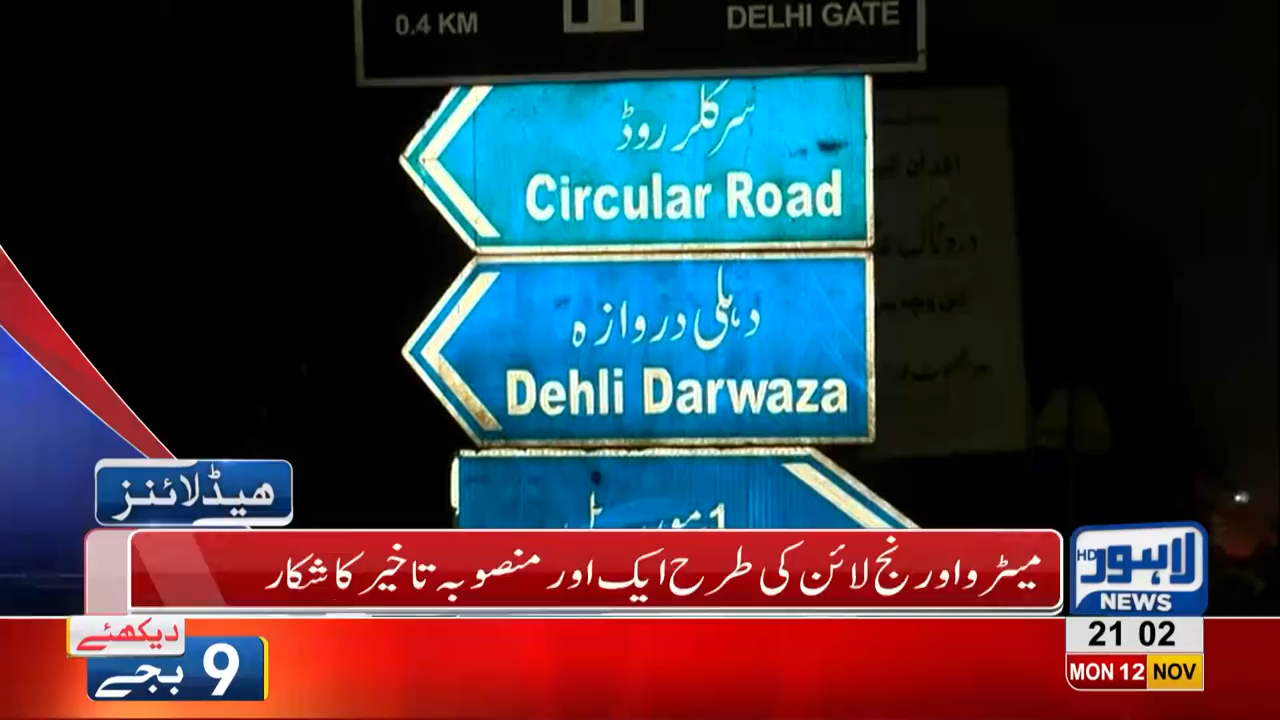 0.4 KM
DELHI GATE
سرکلر روڈ
Circular Road
دہلی دروازہ
Dehli Darwaza
ھیڈلائنز
میٹرو اورنج لائن کی طرح ایک اور منصوبہ تاخیر کا شکار
HD لاہور
NEWS
دیکھئے
9 بجے
21 02
MON 12 NOV